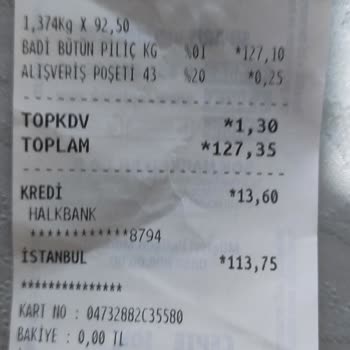 1,374Kg X 92,50
BADİ BÜTÜN PİLİÇ KG %01 *127,10
ALIŞVERİŞ POŞETİ 43 %20 *0,25
TOPKDV *1,30
TOPLAM *127,35
KREDİ *13,60
HALKBANK
************8794
İSTANBUL *113,75
***************
KART NO : 04732882C35580
BAKİYE : 0,00 TL